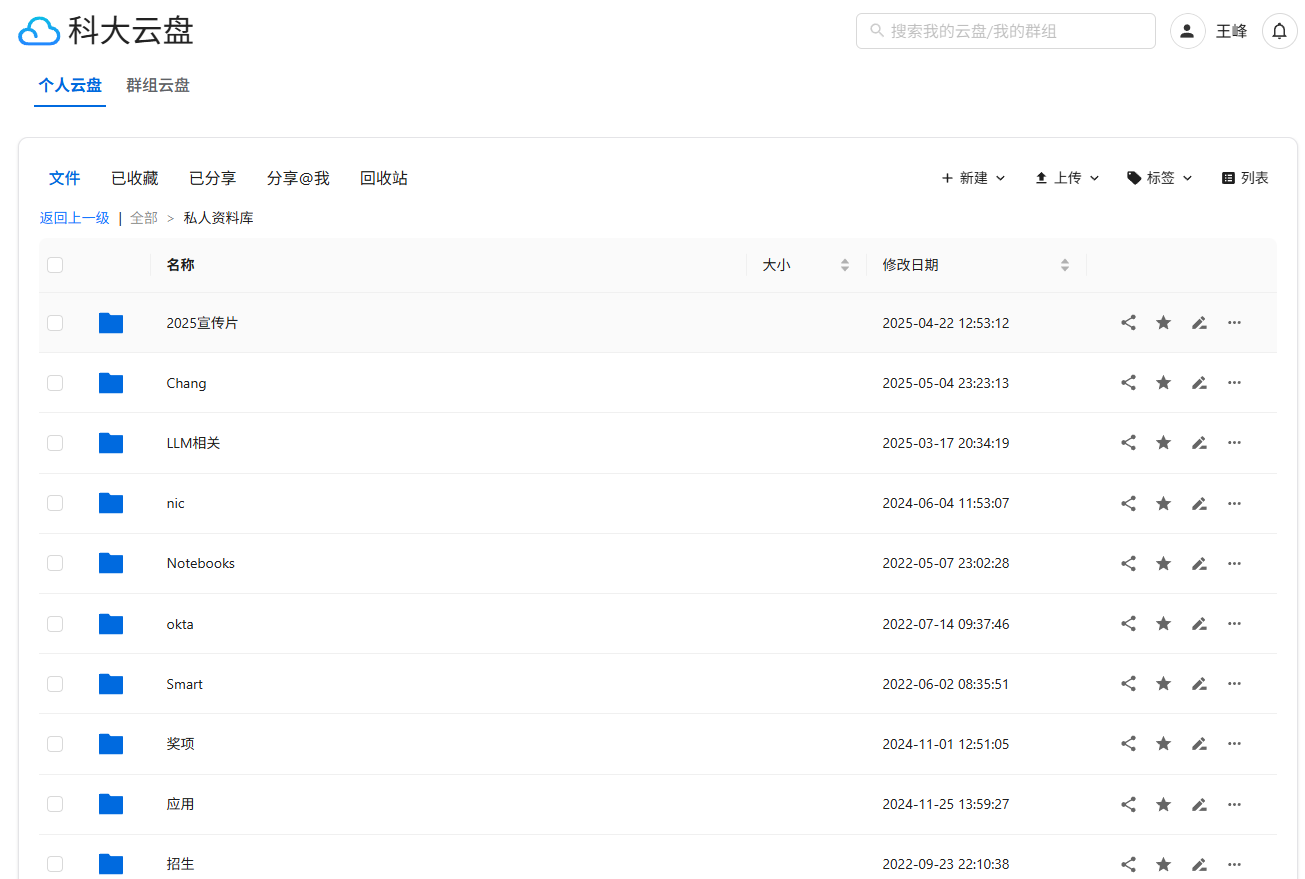 科大云盘
搜索我的云盘/我的群组
王峰
个人云盘 群组云盘
文件 已收藏 已分享 分享@我 回收站 新建 上传 标签 列表
返回上一级 | 全部 > 私人资料库
名称 大小 修改日期
2025宣传片 2025-04-22 12:53:12
Chang 2025-05-04 23:23:13
LLM相关 2025-03-17 20:34:19
nic 2024-06-04 11:53:07
Notebooks 2022-05-07 23:02:28
okta 2022-07-14 09:37:46
Smart 2022-06-02 08:35:51
奖项 2024-11-01 12:51:05
应用 2024-11-25 13:59:27
招生 2022-09-23 22:10:38